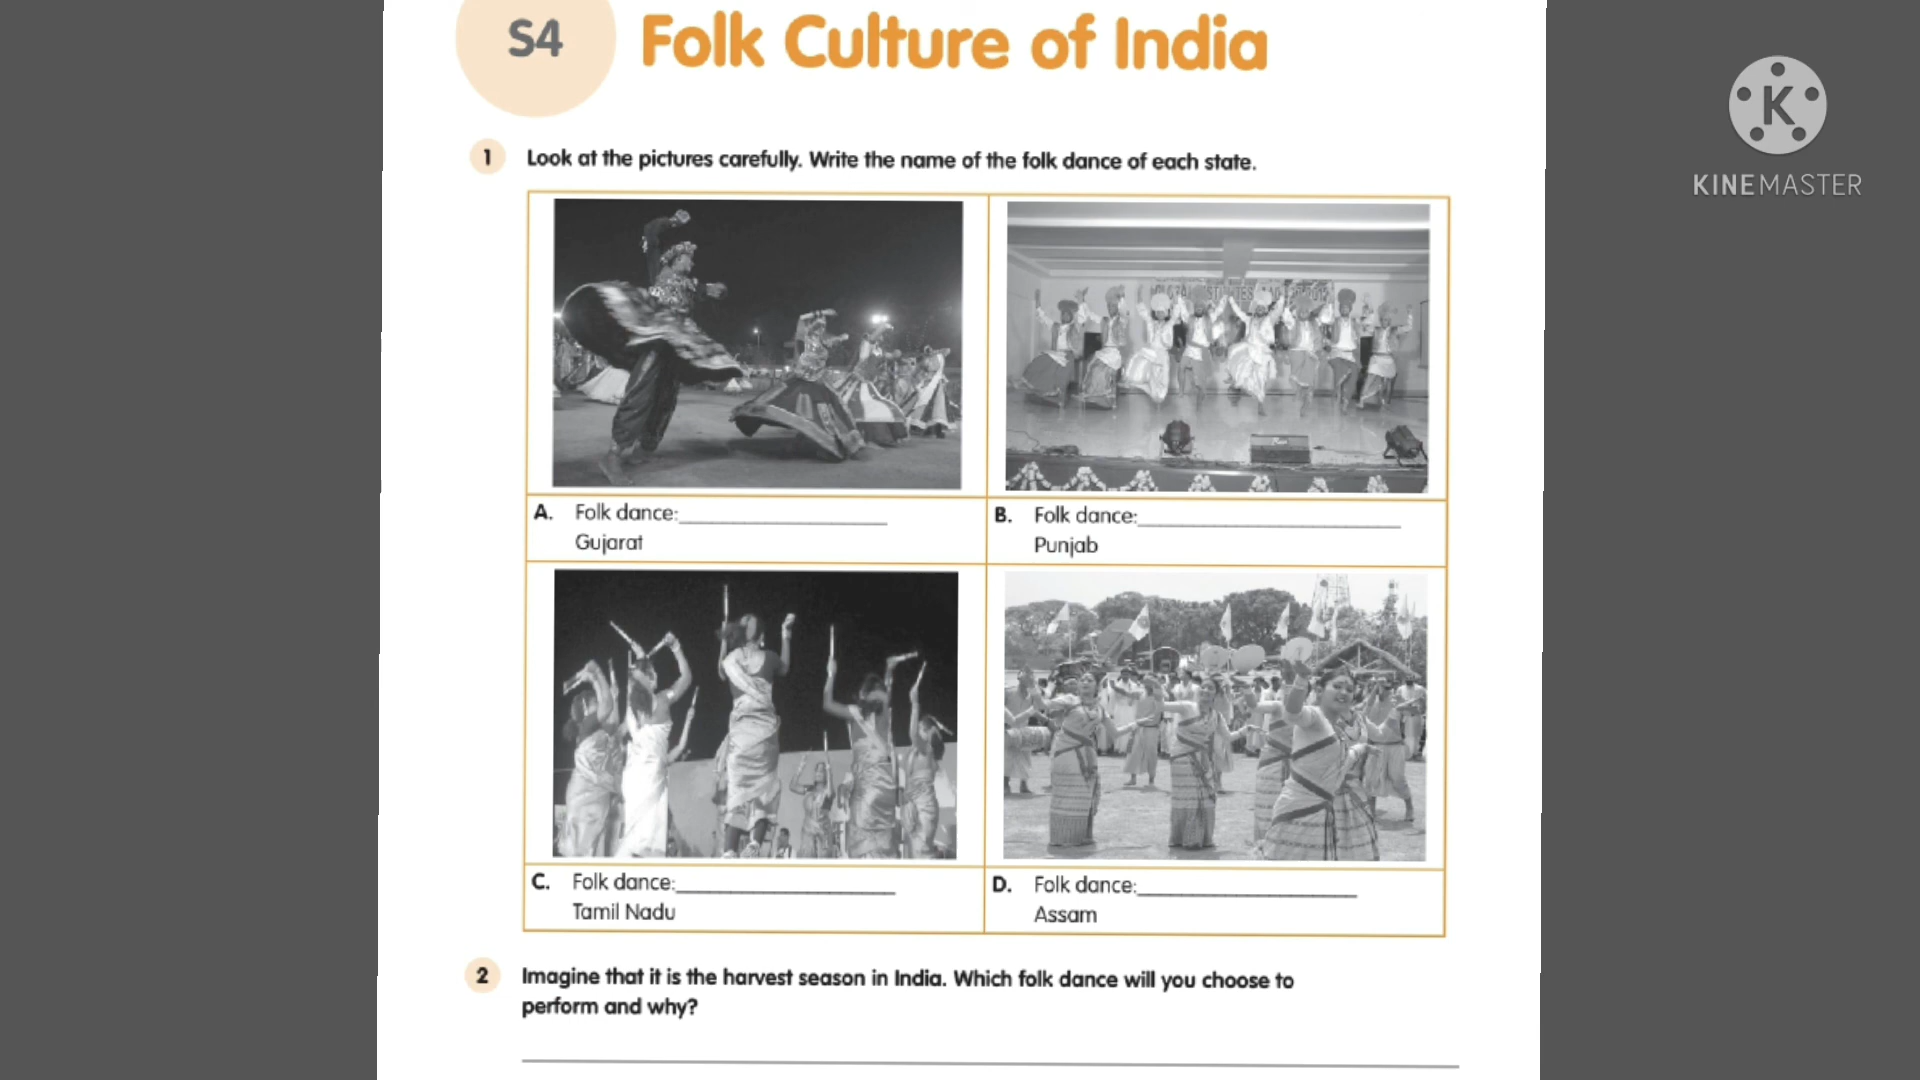 S4
Folk Culture of India
K
KINEMASTER
1 Look at the pictures carefully. Write the name of the folk dance of each state.
A. Folk dance:
Gujarat
B. Folk dance:
Punjab
C. Folk dance:
Tamil Nadu
D. Folk dance:
Assam
2 Imagine that it is the harvest season in India. Which folk dance will you choose to
perform and why?